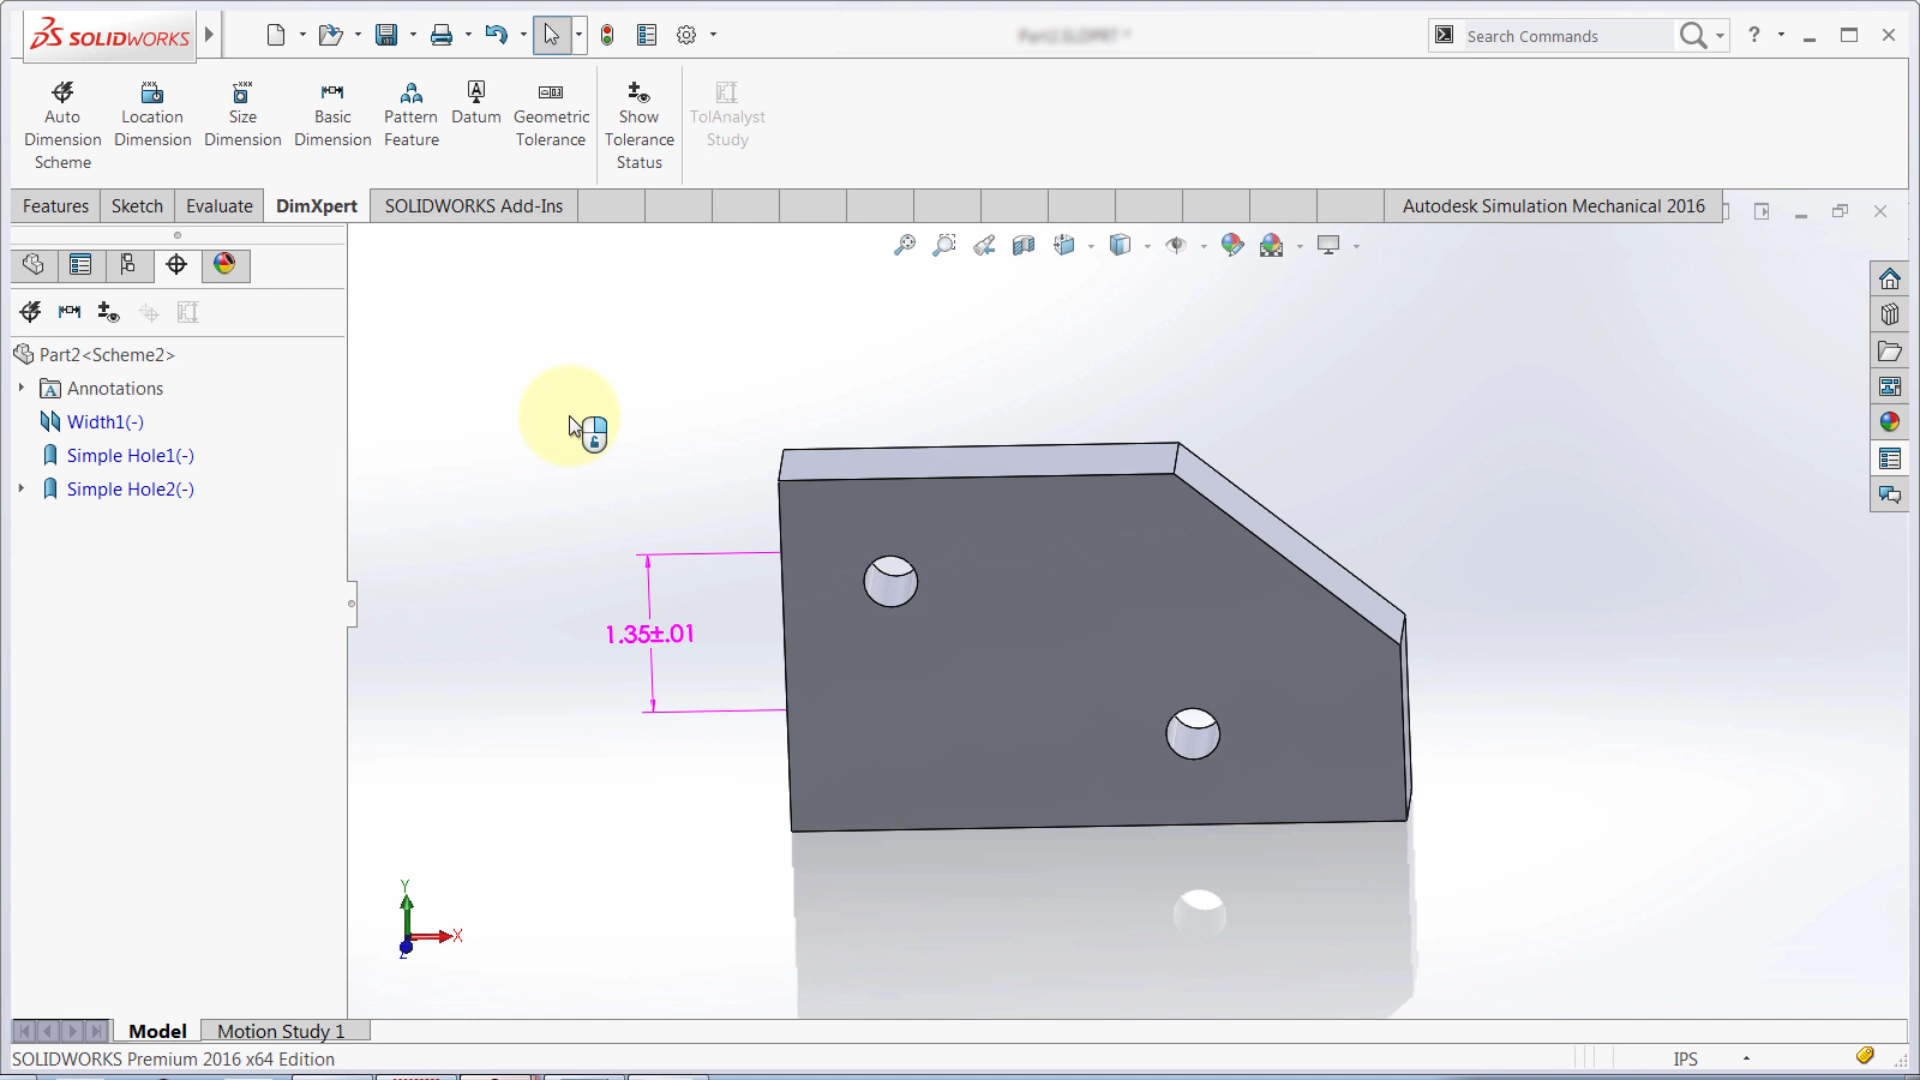 SOLIDWORKS
Search Commands
?
Auto Dimension Scheme
Location Dimension
Size Dimension
Basic Dimension
Pattern Feature
Datum
Geometric Tolerance
Show Tolerance Status
TolAnalyst Study
Features
Sketch
Evaluate
DimXpert
SOLIDWORKS Add-Ins
Autodesk Simulation Mechanical 2016
Part2<Scheme2>
Annotations
Width1(-)
Simple Hole1(-)
Simple Hole2(-)
1.35±.01
Y
X
Z
Model
Motion Study 1
SOLIDWORKS Premium 2016 x64 Edition
IPS